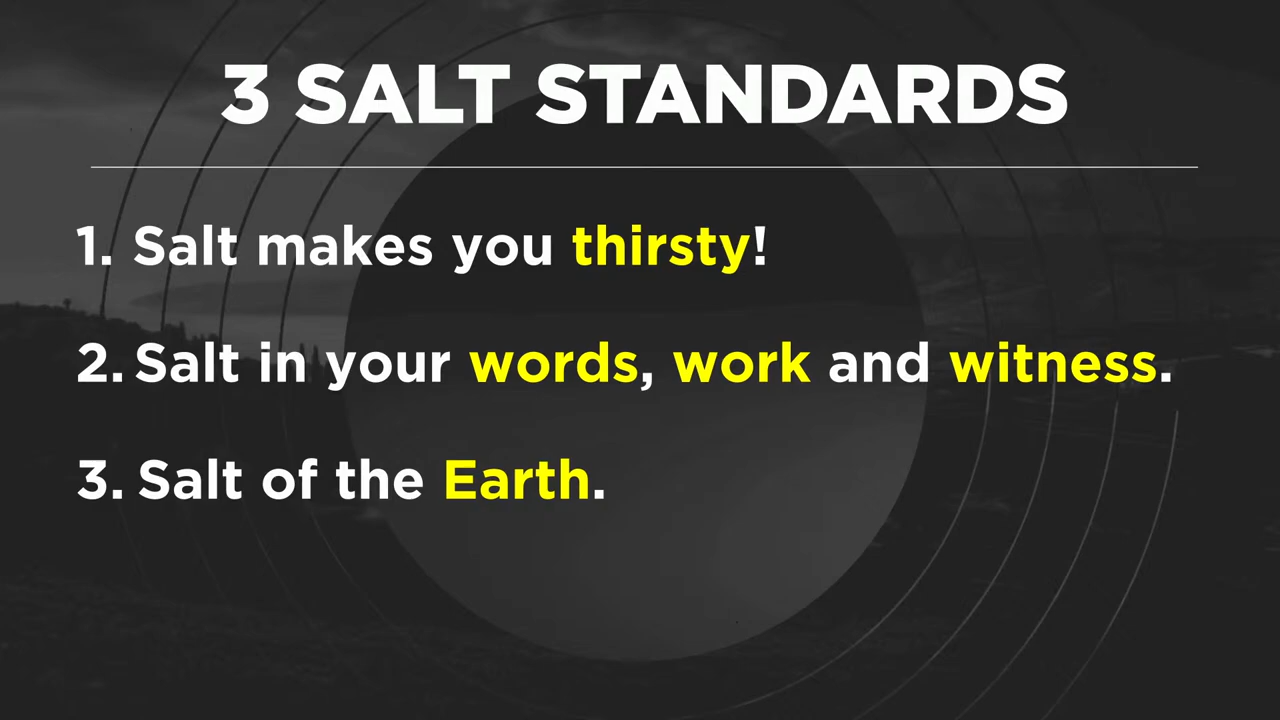 3 SALT STANDARDS
1. Salt makes you thirsty!
2. Salt in your words, work and witness.
3. Salt of the Earth.